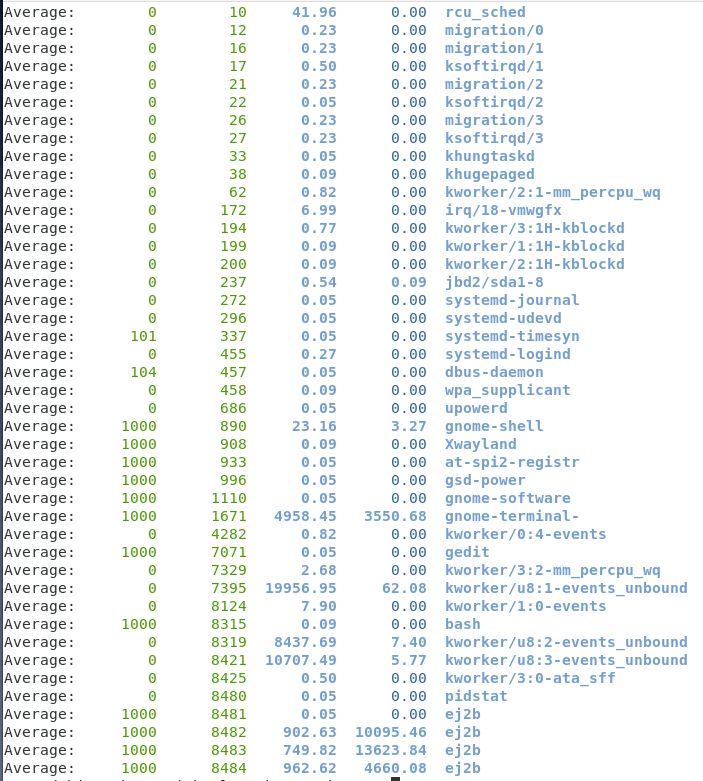 Average: 0 10 41.96 0.00 rcu_sched
Average: 0 12 0.23 0.00 migration/0
Average: 0 16 0.23 0.00 migration/1
Average: 0 17 0.50 0.00 ksoftirqd/1
Average: 0 21 0.23 0.00 migration/2
Average: 0 22 0.05 0.00 ksoftirqd/2
Average: 0 26 0.23 0.00 migration/3
Average: 0 27 0.23 0.00 ksoftirqd/3
Average: 0 33 0.05 0.00 khungtaskd
Average: 0 38 0.09 0.00 khugepaged
Average: 0 62 0.82 0.00 kworker/2:1-mm_percpu_wq
Average: 0 172 6.99 0.00 irq/18-vmwgfx
Average: 0 194 0.77 0.00 kworker/3:1H-kblockd
Average: 0 199 0.09 0.00 kworker/1:1H-kblockd
Average: 0 200 0.09 0.00 kworker/2:1H-kblockd
Average: 0 237 0.54 0.09 jbd2/sda1-8
Average: 0 272 0.05 0.00 systemd-journal
Average: 0 296 0.05 0.00 systemd-udevd
Average: 101 337 0.05 0.00 systemd-timesyn
Average: 0 455 0.27 0.00 systemd-logind
Average: 104 457 0.05 0.00 dbus-daemon
Average: 0 458 0.09 0.00 wpa_supplicant
Average: 0 686 0.05 0.00 upowerd
Average: 1000 890 23.16 3.27 gnome-shell
Average: 1000 908 0.09 0.00 Xwayland
Average: 1000 933 0.05 0.00 at-spi2-registr
Average: 1000 996 0.05 0.00 gsd-power
Average: 1000 1110 0.05 0.00 gnome-software
Average: 1000 1671 4958.45 3550.68 gnome-terminal-
Average: 0 4282 0.82 0.00 kworker/0:4-events
Average: 1000 7071 0.05 0.00 gedit
Average: 0 7329 2.68 0.00 kworker/3:2-mm_percpu_wq
Average: 0 7395 19956.95 62.08 kworker/u8:1-events_unbound
Average: 0 8124 7.90 0.00 kworker/1:0-events
Average: 1000 8315 0.09 0.00 bash
Average: 0 8319 8437.69 7.40 kworker/u8:2-events_unbound
Average: 0 8421 10707.49 5.77 kworker/u8:3-events_unbound
Average: 0 8425 0.50 0.00 kworker/3:0-ata_sff
Average: 0 8480 0.05 0.00 pidstat
Average: 1000 8481 0.05 0.00 ej2b
Average: 1000 8482 902.63 10095.46 ej2b
Average: 1000 8483 749.82 13623.84 ej2b
Average: 1000 8484 962.62 4660.08 ej2b